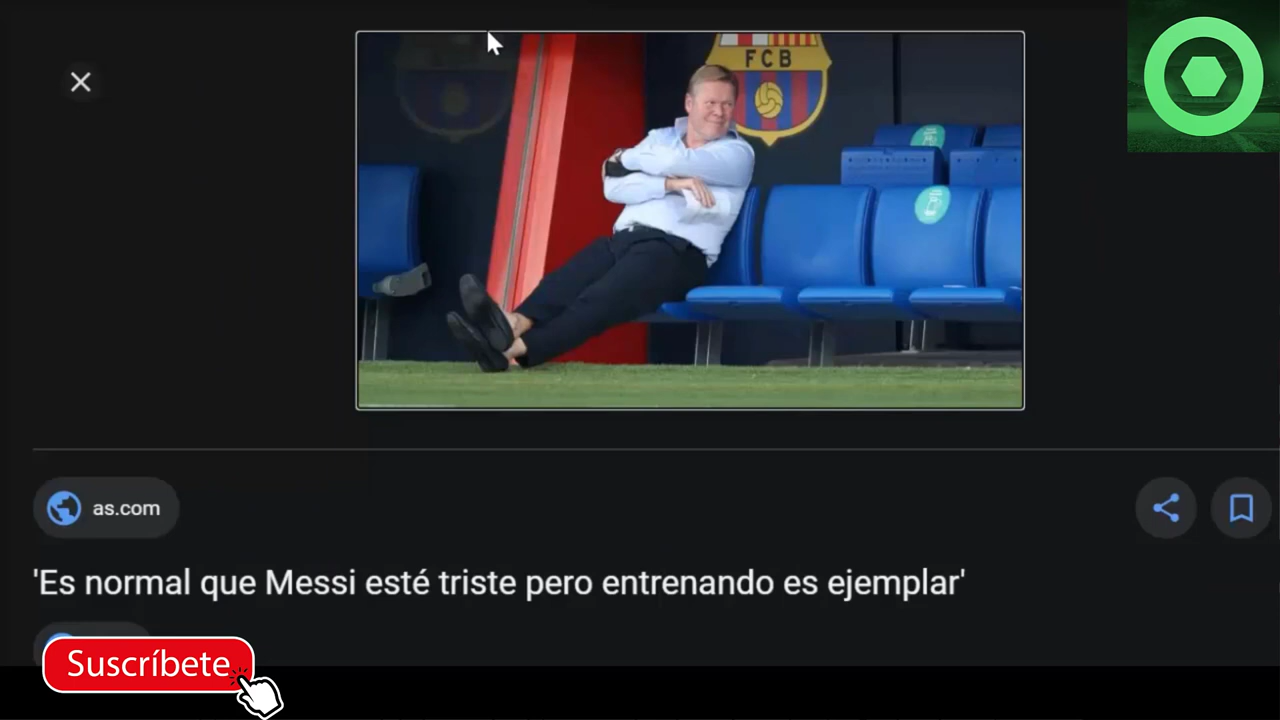 FCB
as.com
'Es normal que Messi esté triste pero entrenando es ejemplar'
Suscríbete